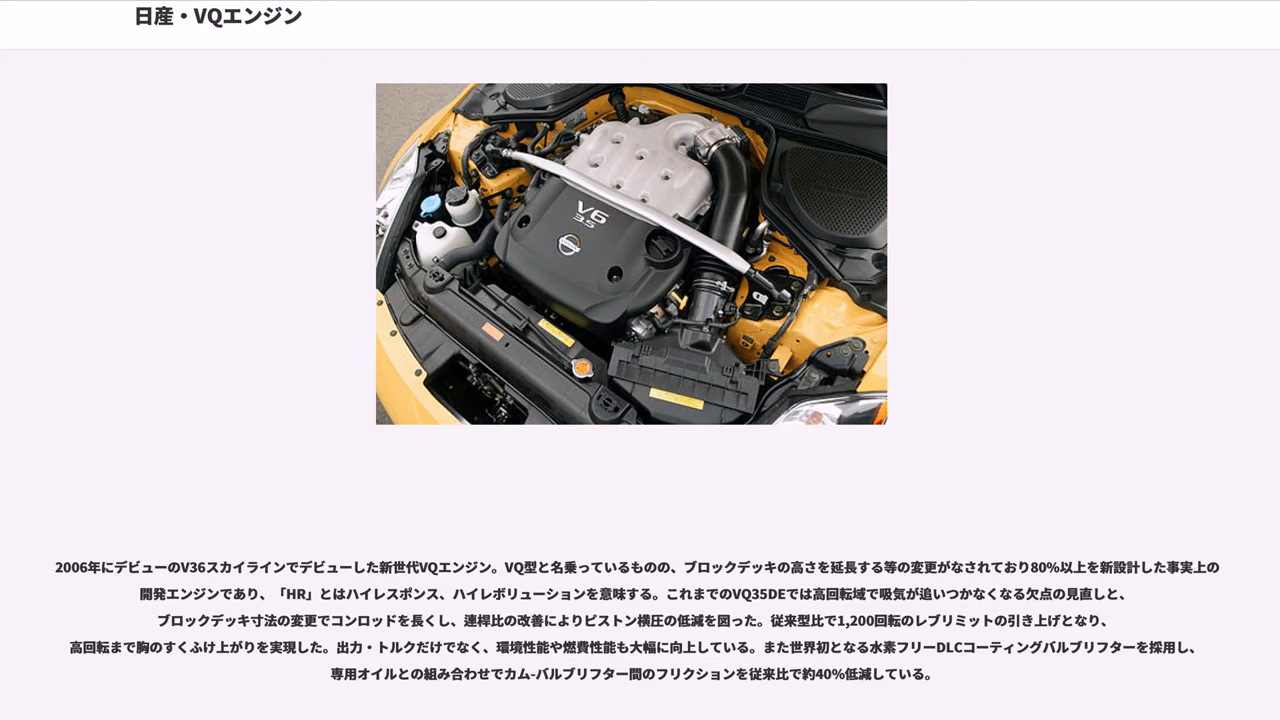 日産・VQエンジン
V6
3.5
2006年にデビューのV36スカイラインでデビューした新世代VQエンジン。VQ型と名乗っているものの、ブロックデッキの高さを延長する等の変更がなされており80%以上を新設計した事実上の
開発エンジンであり、「HR」とはハイレスポンス、ハイレボリューションを意味する。これまでのVQ35DEでは高回転域で吸気が追いつかなくなる欠点の見直しと、
ブロックデッキ寸法の変更でコンロッドを長くし、連桿比の改善によりピストン横圧の低減を図った。従来型比で1,200回転のレブリミットの引き上げとなり、
高回転まで胸のすくふけ上がりを実現した。出力・トルクだけでなく、環境性能や燃費性能も大幅に向上している。また世界初となる水素フリーDLCコーティングバルブリフターを採用し、
専用オイルとの組み合わせでカム-バルブリフター間のフリクションを従来比で約40%低減している。